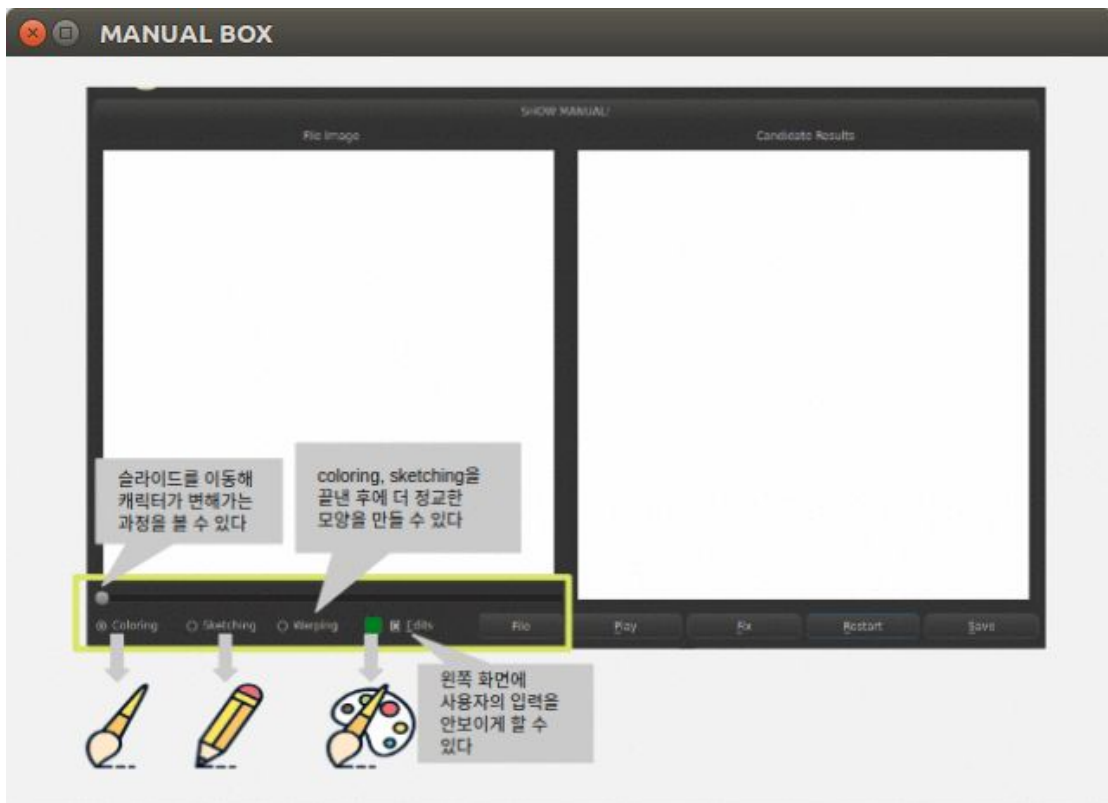 MANUAL BOX
SHOW MANUAL!
File Image
Candidate Results
슬라이드를 이동해
캐릭터가 변해가는
과정을 볼 수 있다
coloring, sketching을
끝낸 후에 더 정교한
모양을 만들 수 있다
Coloring Sketching Warping Edits File Play Fix Restart Save
왼쪽 화면에
사용자의 입력을
안보이게 할 수
있다